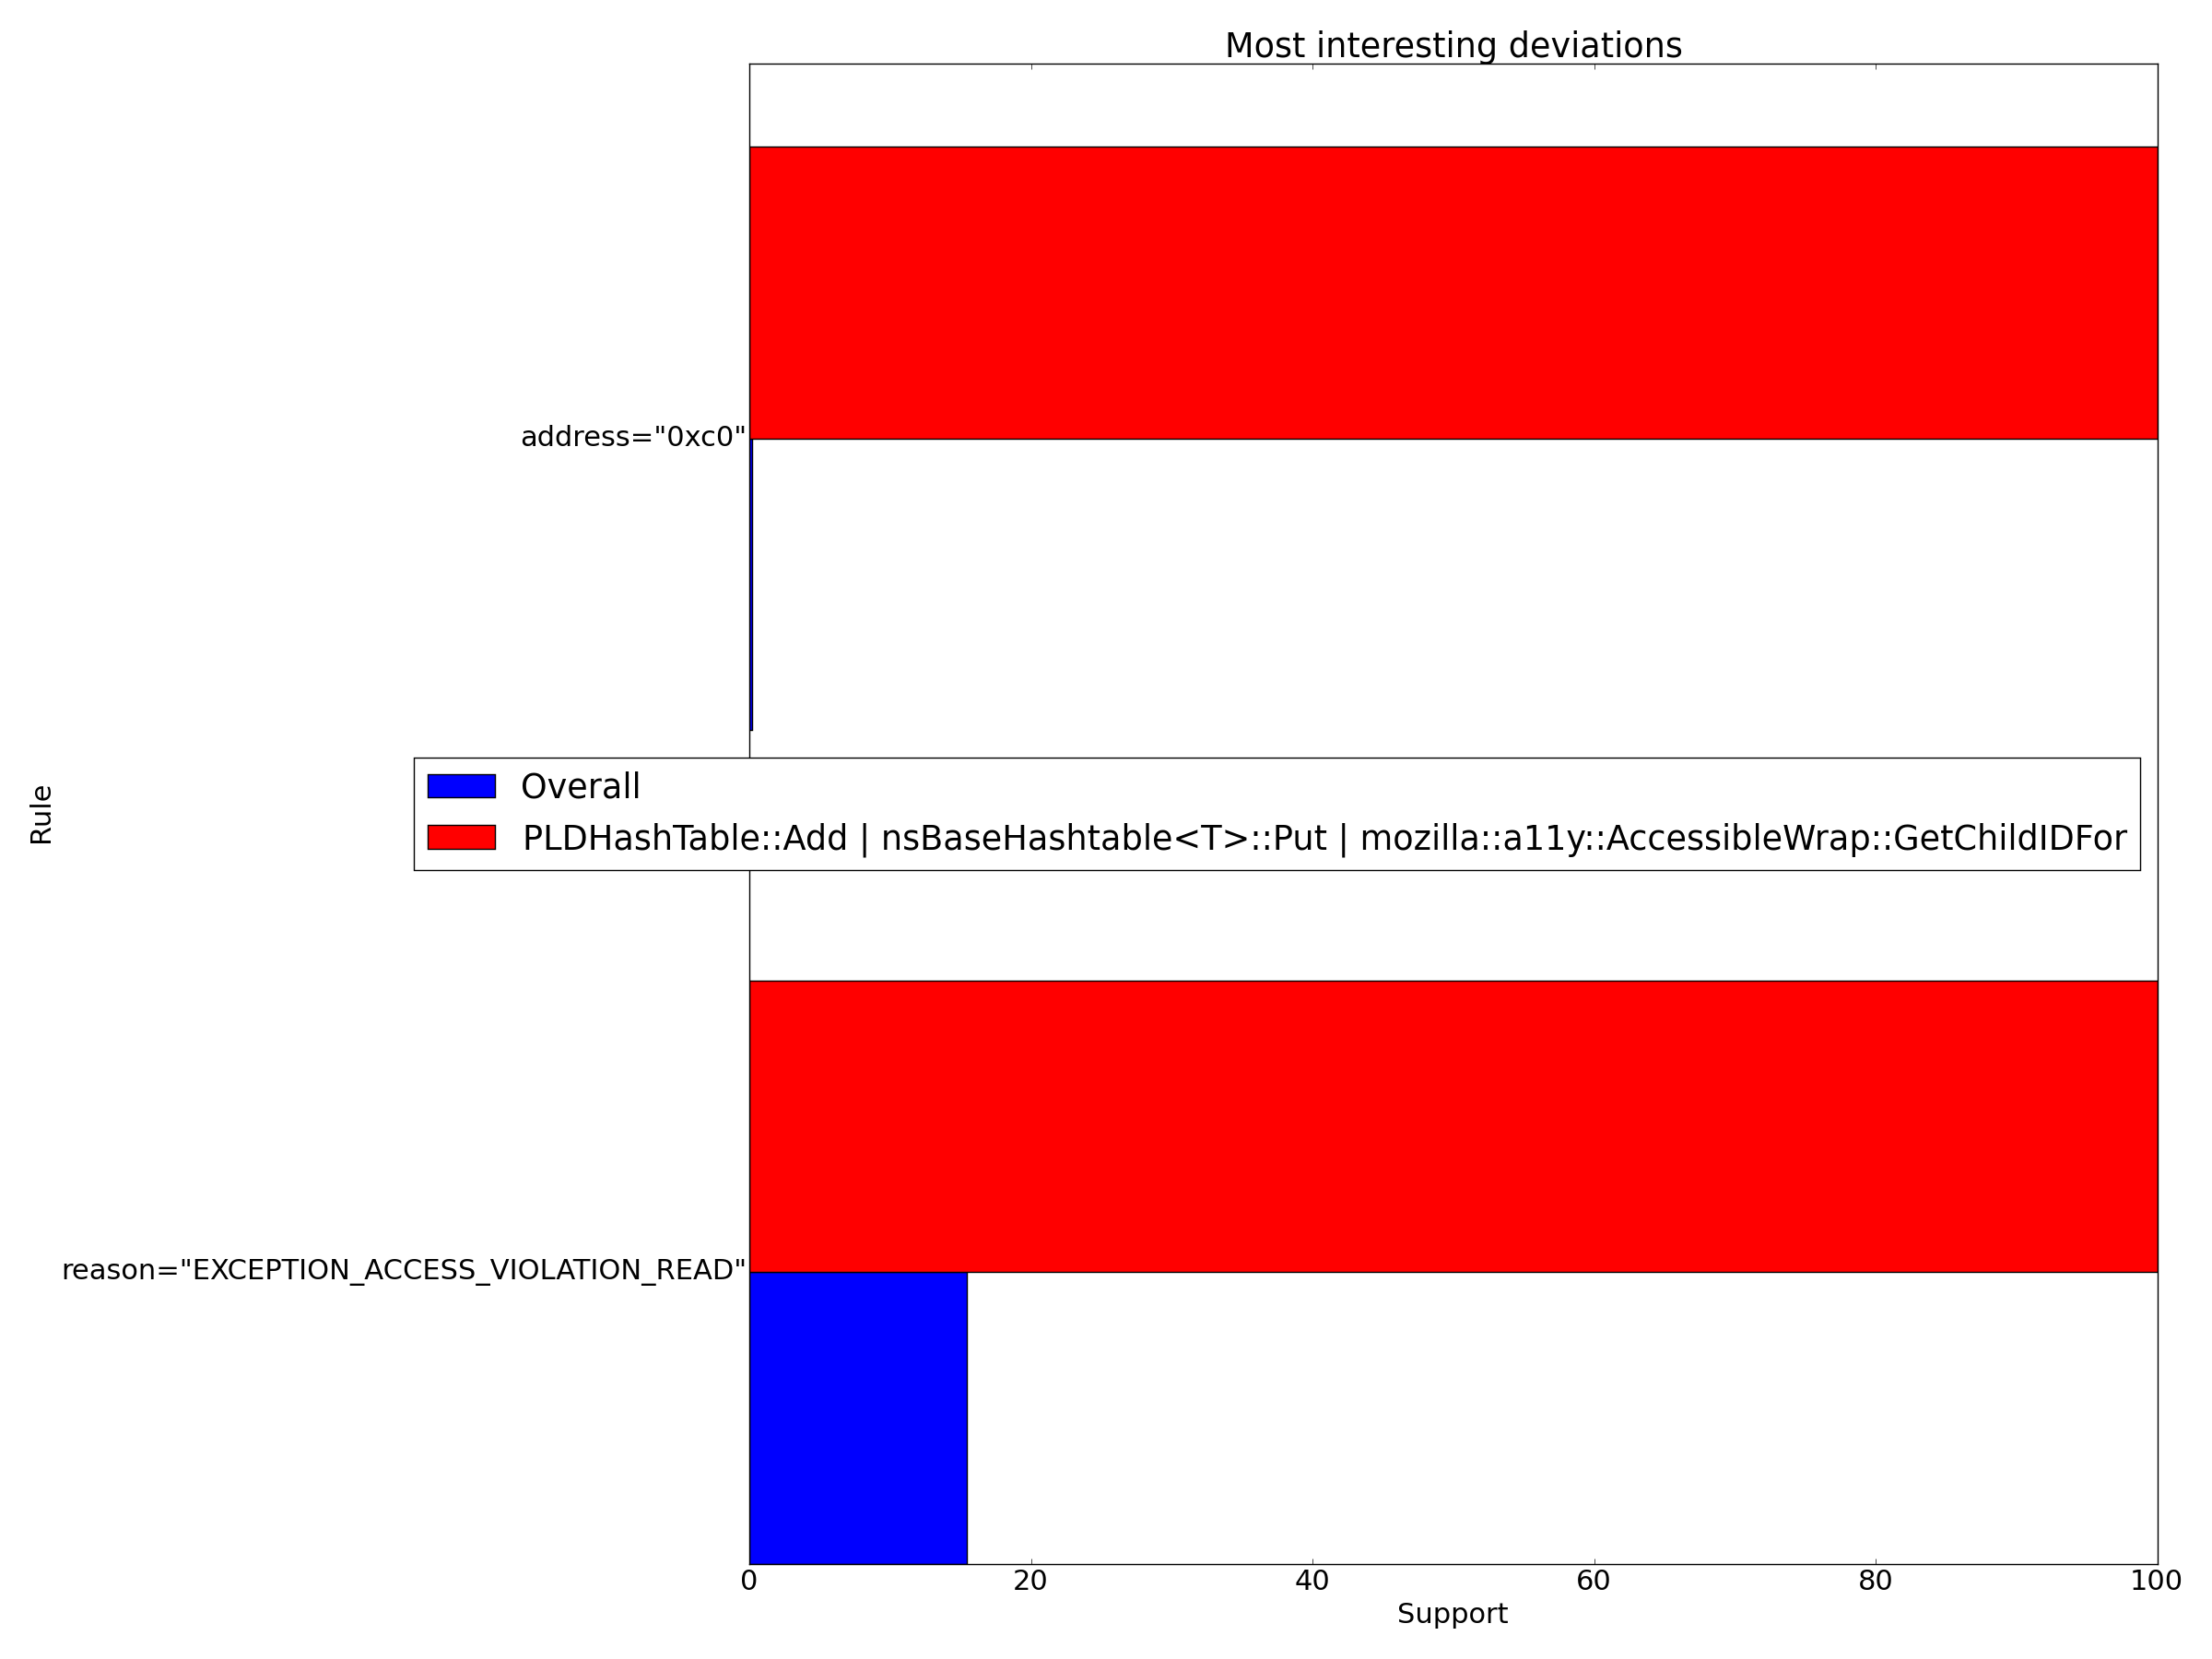 Most interesting deviations
address="0xc0"
Rule
Overall
PLDHashTable::Add | nsBaseHashtable<T>::Put | mozilla::a11y::AccessibleWrap::GetChildIDFor
reason="EXCEPTION_ACCESS_VIOLATION_READ"
0 20 40 60 80 100
Support